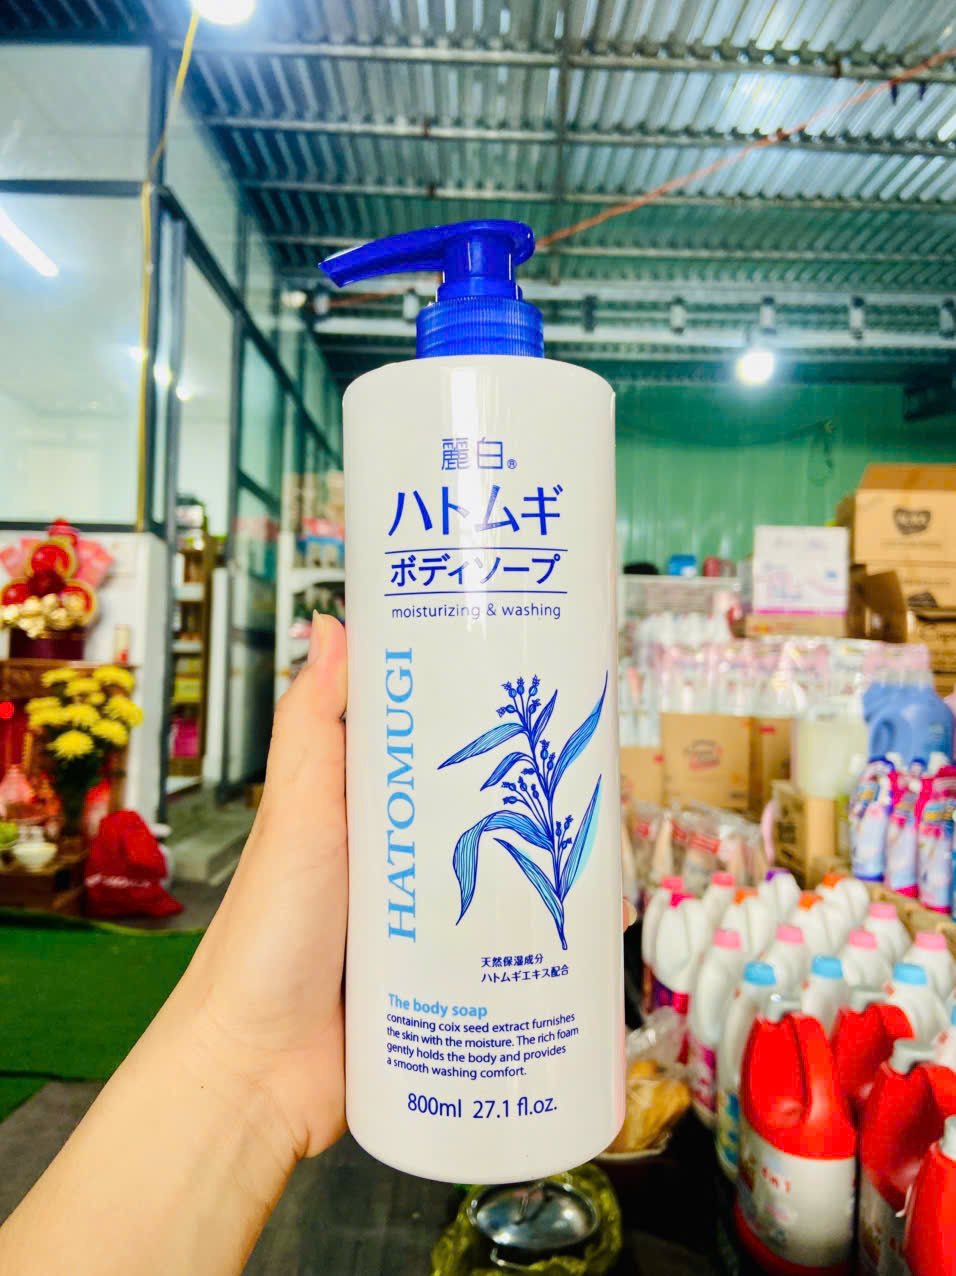 麗白®
ハトムギ
ボディソープ
moisturizing & washing
HATOMUGI
天然保湿成分
ハトムギエキス配合
The body soap
containing coix seed extract furnishes
the skin with the moisture. The rich foam
gently holds the body and provides
a smooth washing comfort.
800ml 27.1 fl.oz.